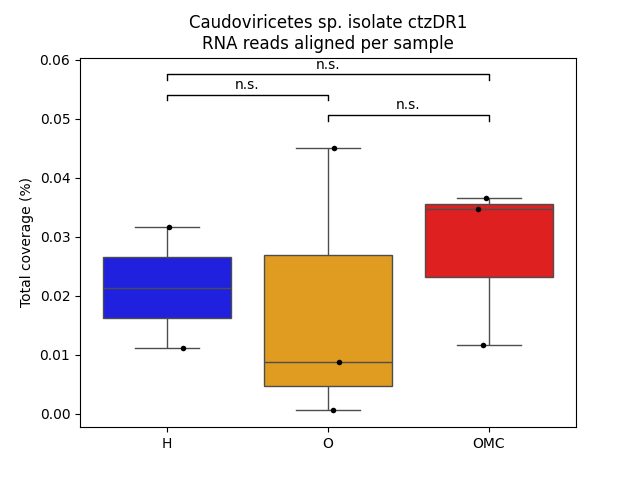 Caudoviricetes sp. isolate ctzDR1
RNA reads aligned per sample
n.s.
n.s.
n.s.
0.06
0.05
0.04
0.03
0.02
0.01
0.00
Total coverage (%)
H
O
OMC